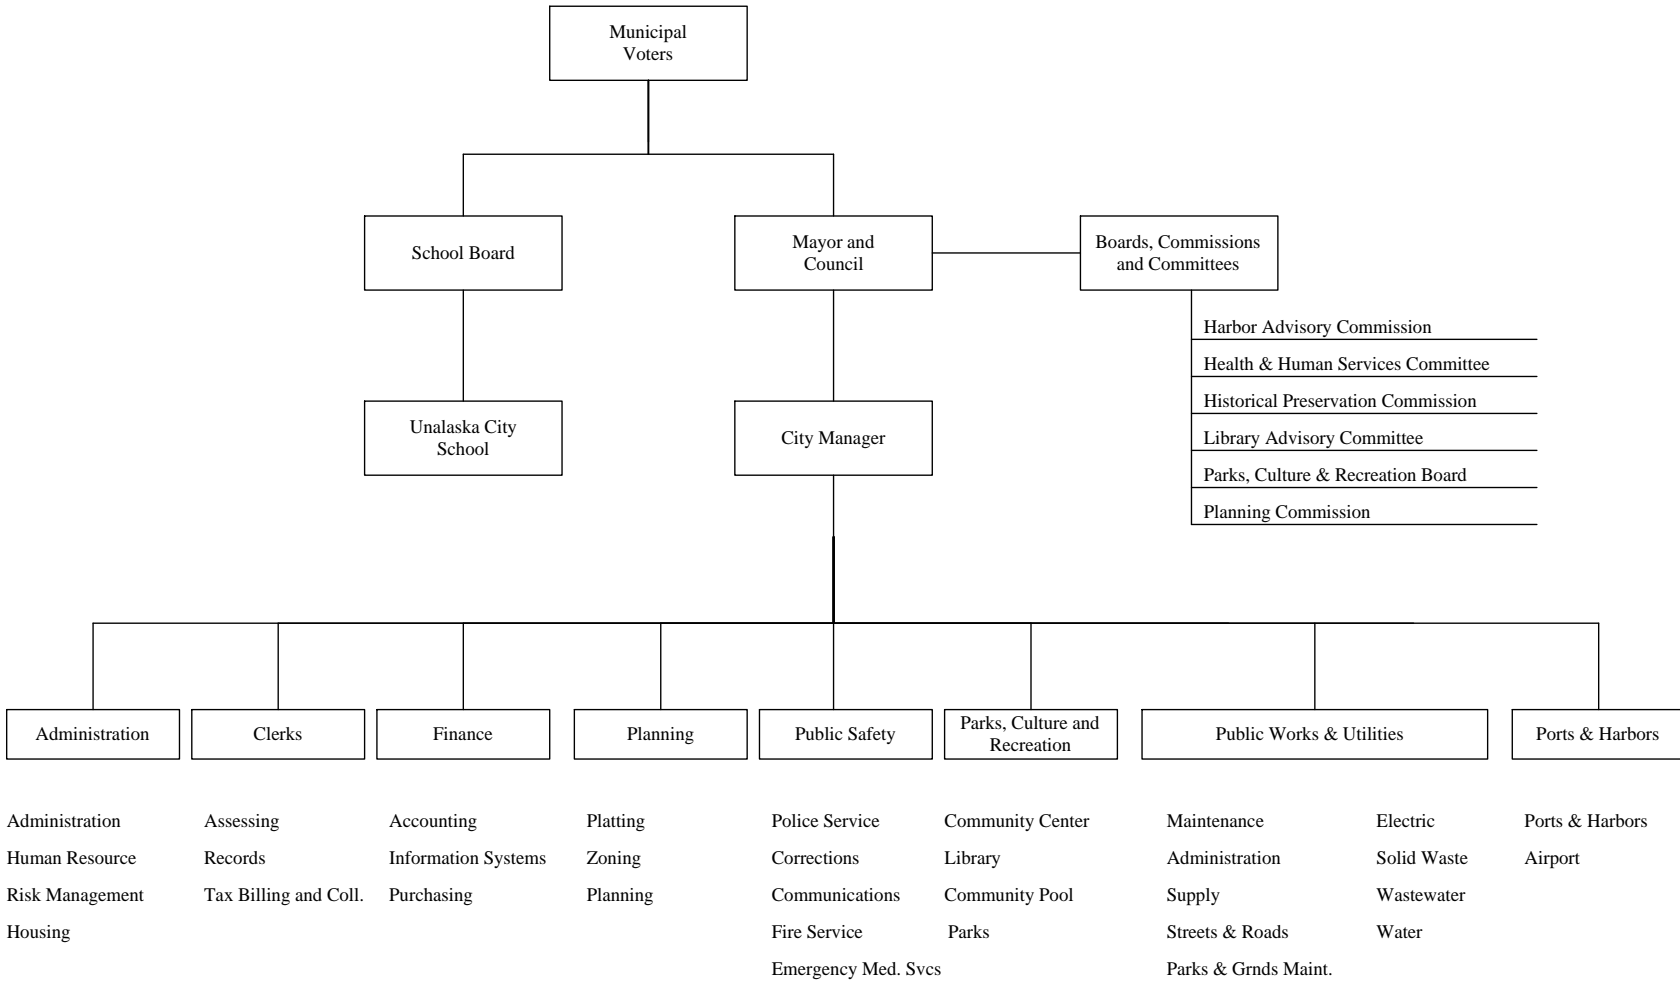 Municipal
Voters
School Board
Mayor and
Council
Boards, Commissions
and Committees
Harbor Advisory Commission
Health & Human Services Committee
Historical Preservation Commission
Library Advisory Committee
Parks, Culture & Recreation Board
Planning Commission
Unalaska City
School
City Manager
Administration
Clerks
Finance
Planning
Public Safety
Parks, Culture and
Recreation
Public Works & Utilities
Ports & Harbors
Administration
Human Resource
Risk Management
Housing
Assessing
Records
Tax Billing and Coll.
Accounting
Information Systems
Purchasing
Platting
Zoning
Planning
Police Service
Corrections
Communications
Fire Service
Emergency Med. Svcs
Community Center
Library
Community Pool
Parks
Maintenance
Administration
Supply
Streets & Roads
Parks & Grnds Maint.
Electric
Solid Waste
Wastewater
Water
Ports & Harbors
Airport